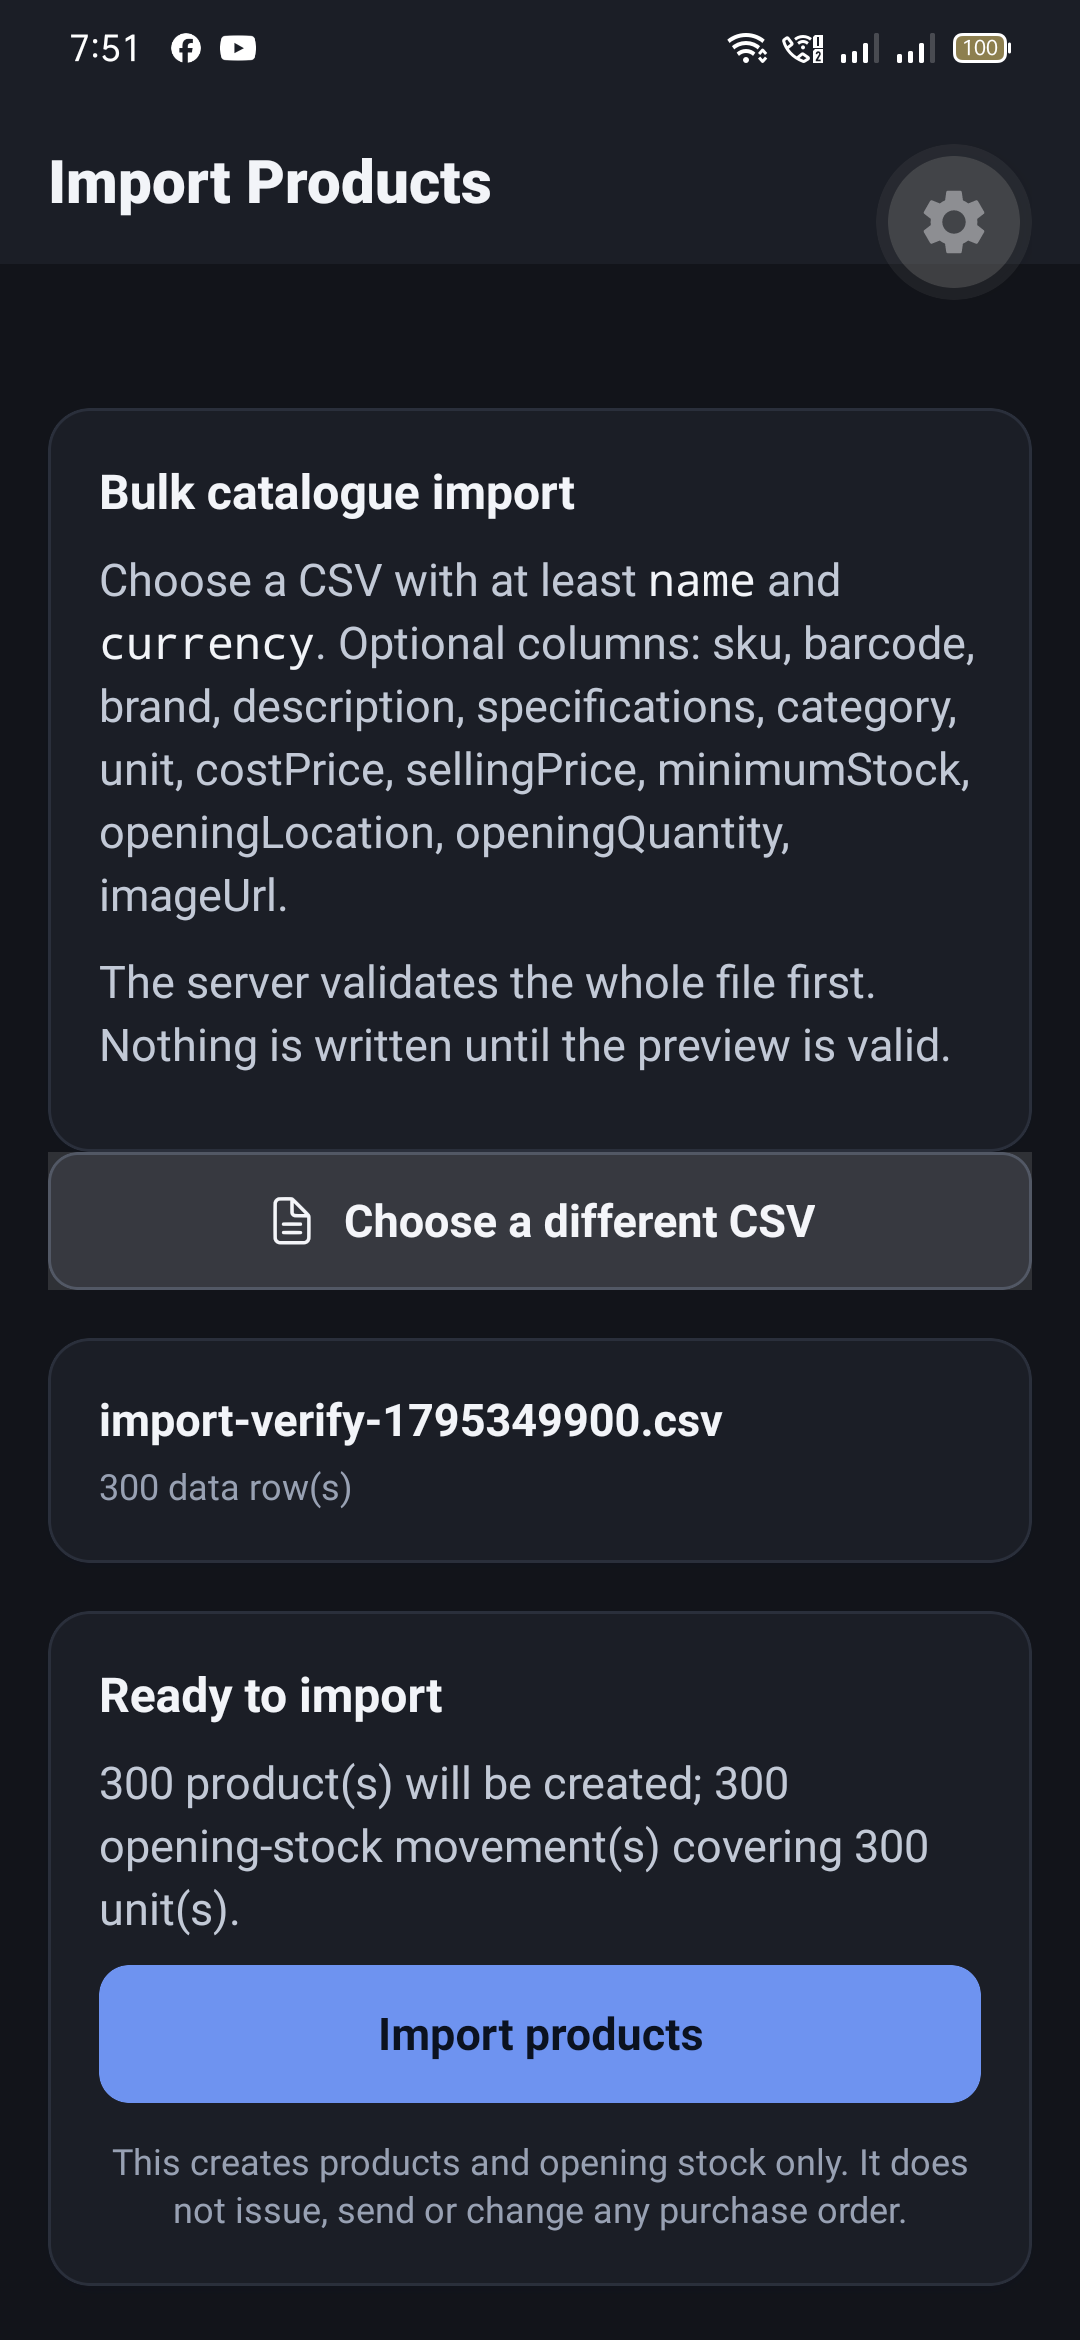 7:51
100
Import Products
Bulk catalogue import
Choose a CSV with at least name and
currency. Optional columns: sku, barcode,
brand, description, specifications, category,
unit, costPrice, sellingPrice, minimumStock,
openingLocation, openingQuantity,
imageUrl.
The server validates the whole file first.
Nothing is written until the preview is valid.
Choose a different CSV
import-verify-1795349900.csv
300 data row(s)
Ready to import
300 product(s) will be created; 300
opening-stock movement(s) covering 300
unit(s).
Import products
This creates products and opening stock only. It does
not issue, send or change any purchase order.